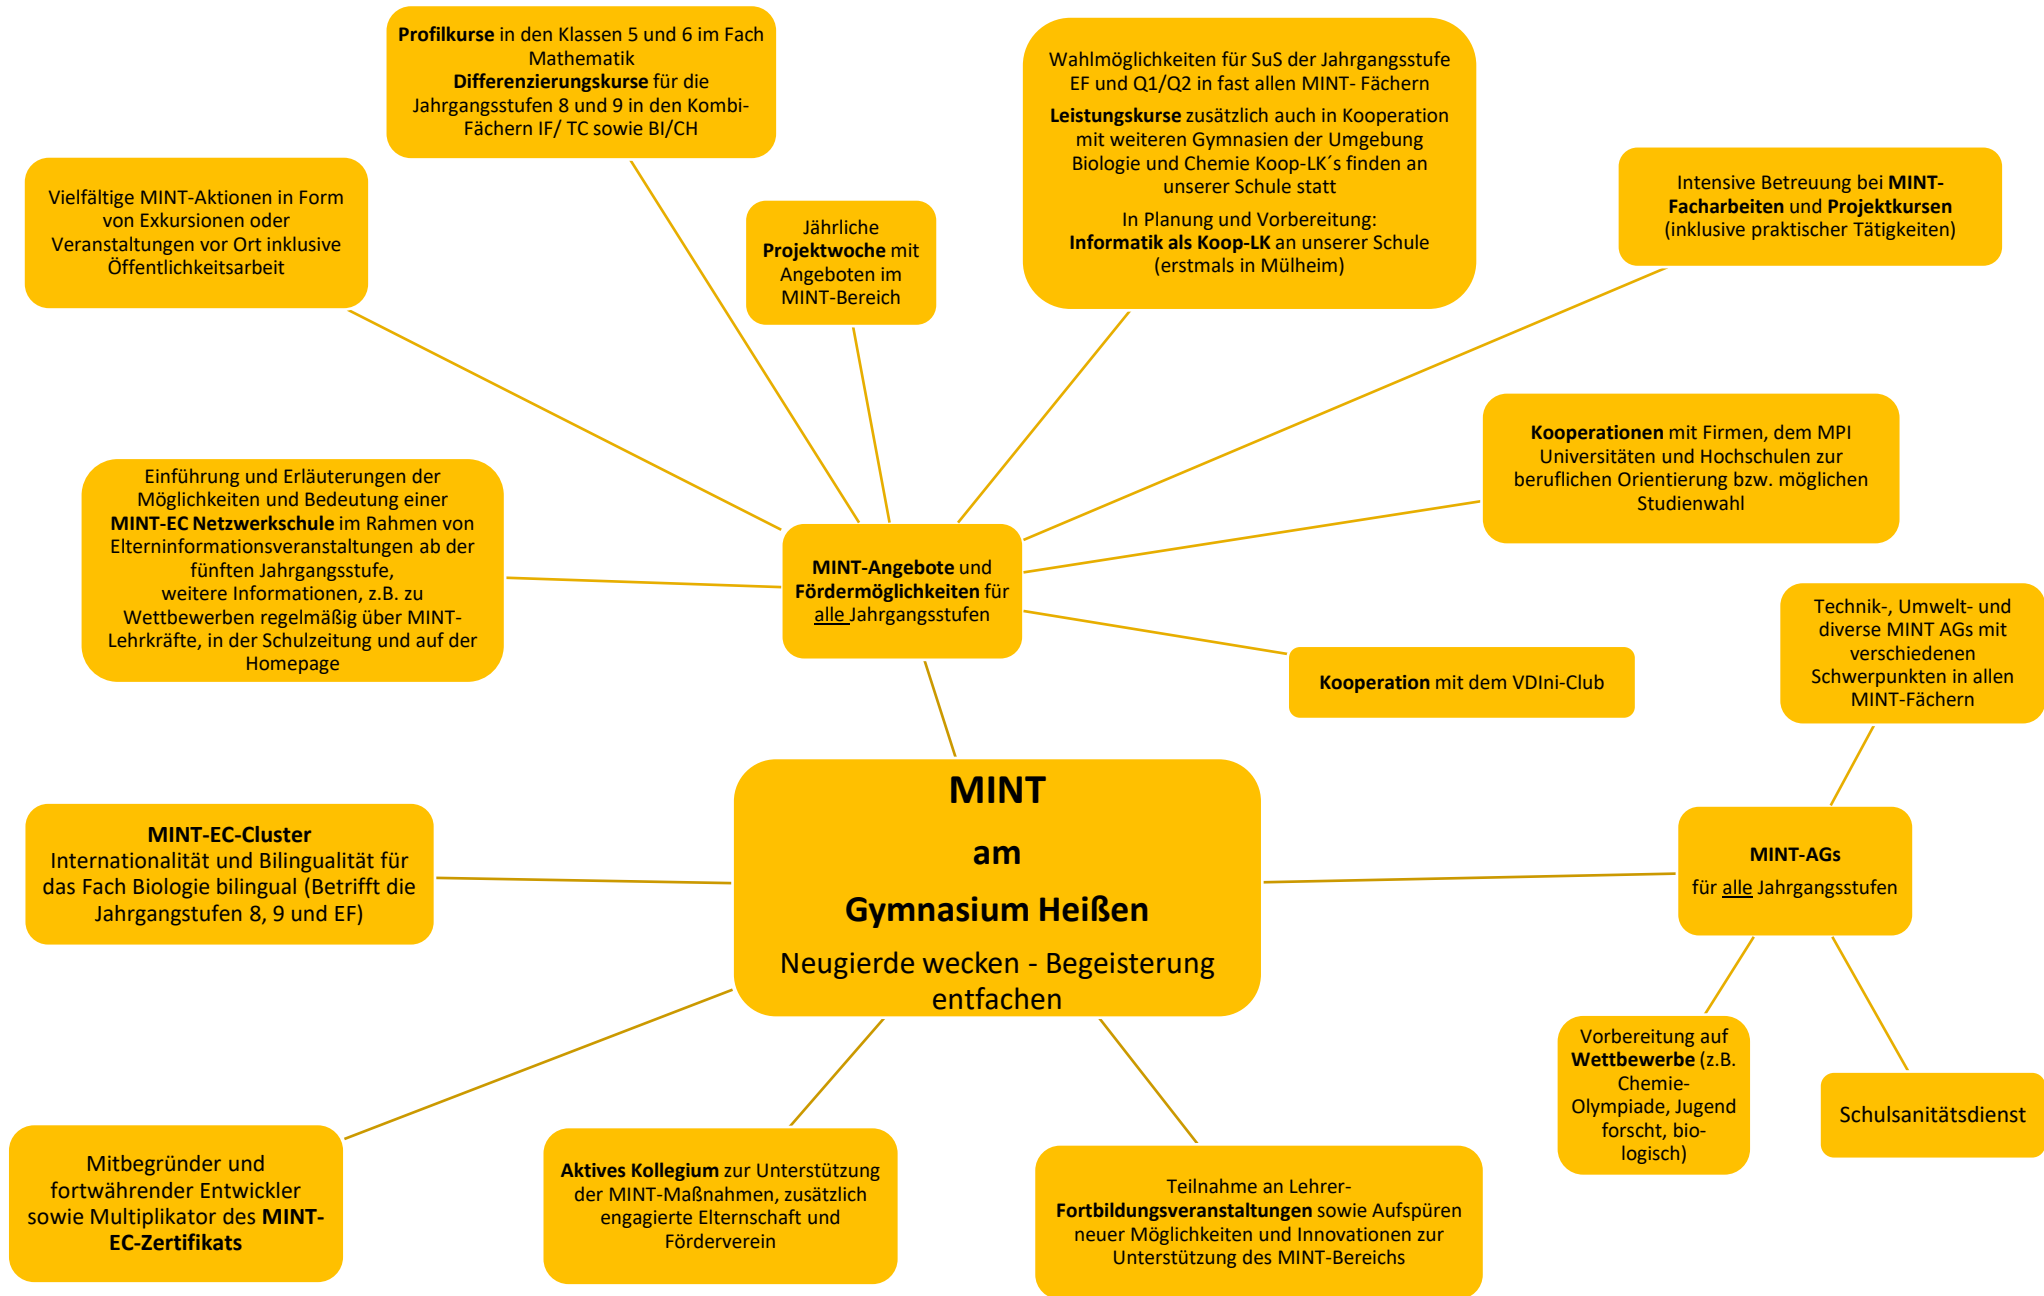 Profilkurse in den Klassen 5 und 6 im Fach
Mathematik
Differenzierungskurse für die
Jahrgangsstufen 8 und 9 in den Kombi-
Fächern IF/ TC sowie BI/CH
Wahlmöglichkeiten für SuS der Jahrgangsstufe
EF und Q1/Q2 in fast allen MINT- Fächern
Leistungskurse zusätzlich auch in Kooperation
mit weiteren Gymnasien der Umgebung
Biologie und Chemie Koop-LK´s finden an
unserer Schule statt
In Planung und Vorbereitung:
Informatik als Koop-LK an unserer Schule
(erstmals in Mülheim)
Vielfältige MINT-Aktionen in Form
von Exkursionen oder
Veranstaltungen vor Ort inklusive
Öffentlichkeitsarbeit
Jährliche
Projektwoche mit
Angeboten im
MINT-Bereich
Intensive Betreuung bei MINT-
Facharbeiten und Projektkursen
(inklusive praktischer Tätigkeiten)
Kooperationen mit Firmen, dem MPI
Universitäten und Hochschulen zur
beruflichen Orientierung bzw. möglichen
Studienwahl
Einführung und Erläuterungen der
Möglichkeiten und Bedeutung einer
MINT-EC Netzwerkschule im Rahmen von
Elterninformationsveranstaltungen ab der
fünften Jahrgangsstufe,
weitere Informationen, z.B. zu
Wettbewerben regelmäßig über MINT-
Lehrkräfte, in der Schulzeitung und auf der
Homepage
MINT-Angebote und
Fördermöglichkeiten für
alle Jahrgangsstufen
Kooperation mit dem VDIni-Club
Technik-, Umwelt- und
diverse MINT AGs mit
verschiedenen
Schwerpunkten in allen
MINT-Fächern
MINT
am
Gymnasium Heißen
Neugierde wecken - Begeisterung
entfachen
MINT-EC-Cluster
Internationalität und Bilingualität für
das Fach Biologie bilingual (Betrifft die
Jahrgangstufen 8, 9 und EF)
MINT-AGs
für alle Jahrgangsstufen
Vorbereitung auf
Wettbewerbe (z.B.
Chemie-
Olympiade, Jugend
forscht, bio-
logisch)
Schulsanitätsdienst
Mitbegründer und
fortwährender Entwickler
sowie Multiplikator des MINT-
EC-Zertifikats
Aktives Kollegium zur Unterstützung
der MINT-Maßnahmen, zusätzlich
engagierte Elternschaft und
Förderverein
Teilnahme an Lehrer-
Fortbildungsveranstaltungen sowie Aufspüren
neuer Möglichkeiten und Innovationen zur
Unterstützung des MINT-Bereichs